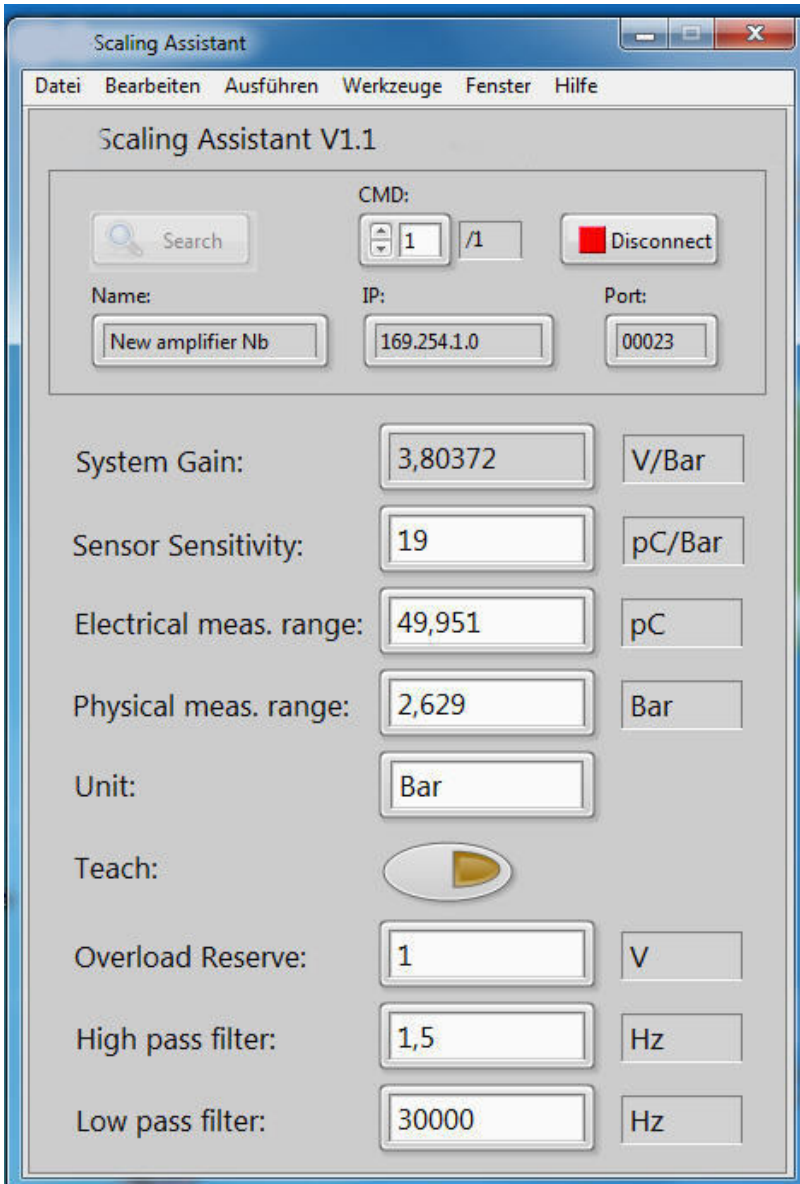 Scaling Assistant
Datei Bearbeiten Ausführen Werkzeuge Fenster Hilfe
Scaling Assistant V1.1
CMD:
Search 1 /1 Disconnect
Name: IP: Port:
New amplifier Nb 169.254.1.0 00023
System Gain: 3,80372 V/Bar
Sensor Sensitivity: 19 pC/Bar
Electrical meas. range: 49,951 pC
Physical meas. range: 2,629 Bar
Unit: Bar
Teach:
Overload Reserve: 1 V
High pass filter: 1,5 Hz
Low pass filter: 30000 Hz